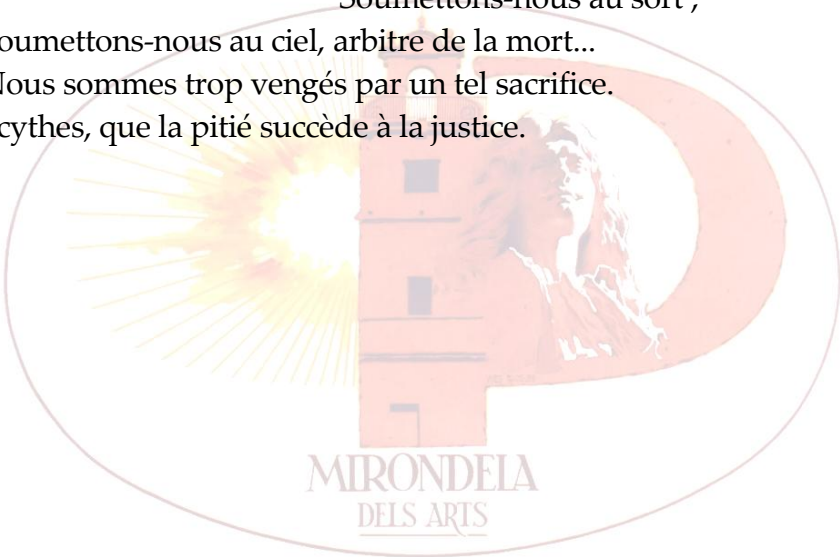 Soumettons-nous au sort ;
oumettons-nous au ciel, arbitre de la mort...
Nous sommes trop vengés par un tel sacrifice.
cythes, que la pitié succède à la justice.
MIRONDELA
DELS ARTS